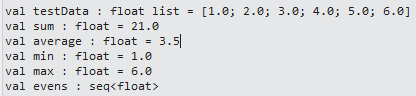 val testData : float list = [1.0; 2.0; 3.0; 4.0; 5.0; 6.0]
val sum : float = 21.0
val average : float = 3.5
val min : float = 1.0
val max : float = 6.0
val evens : seq<float>